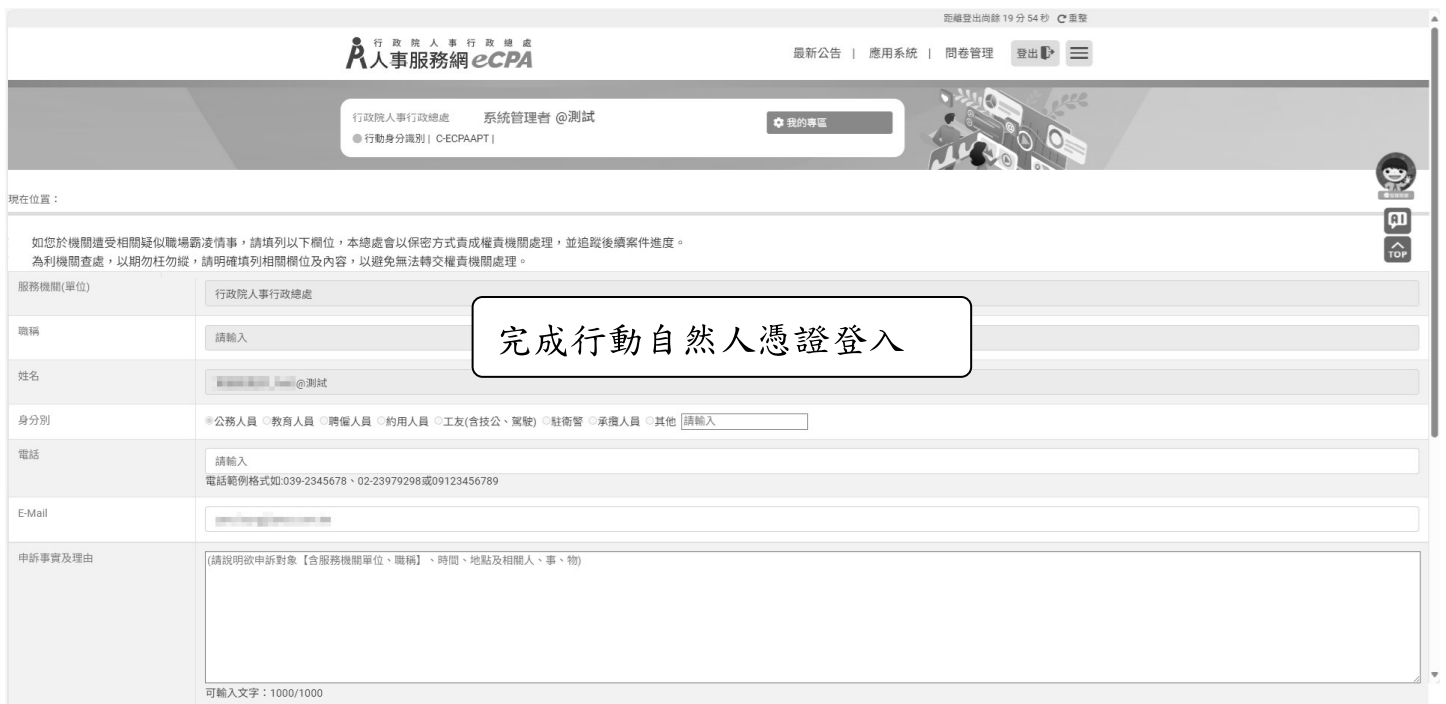 距離登出尚餘 19 分 54 秒 重整
行政院人事行政總處
人事服務網 eCPA
最新公告 | 應用系統 | 問卷管理 登出
行政院人事行政總處 系統管理者 @測試
行動身分識別 | C-ECPAAPT |
我的專區
現在位置：
AI
TOP
如您於機關遭受相關疑似職場霸凌情事，請填列以下欄位，本總處會以保密方式責成權責機關處理，並追蹤後續案件進度。
為利機關查處，以期勿枉勿縱，請明確填列相關欄位及內容，以避免無法轉交權責機關處理。
服務機關(單位) 行政院人事行政總處
完成行動自然人憑證登入
職稱 請輸入
姓名 @測試
身分別 公務人員 教育人員 聘僱人員 約用人員 工友(含技公、駕駛) 駐衛警 承攬人員 其他 請輸入
電話 請輸入
電話範例格式如:039-2345678、02-23979298或09123456789
E-Mail
申訴事實及理由 (請說明欲申訴對象【含服務機關單位、職稱】、時間、地點及相關人、事、物)
可輸入文字：1000/1000